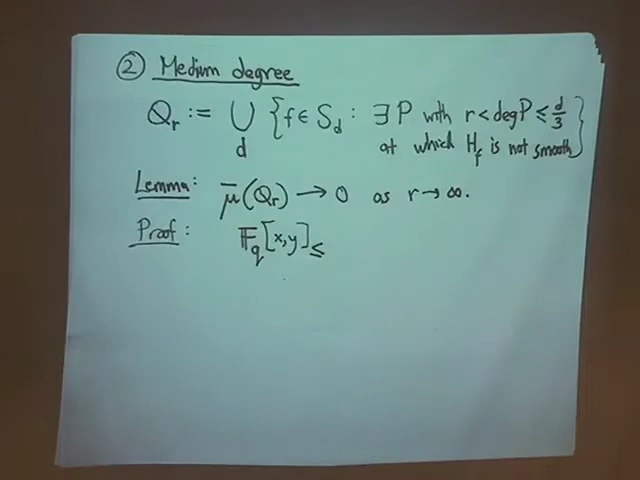 ② Medium degree
Q_r := ⋃_d {f ∈ S_d : ∃ P with r < deg P ≤ d/3
at which H_f is not smooth}
Lemma: μ̄(Q_r) → 0 as r → ∞.
Proof: 𝔽_q[x,y]_≤